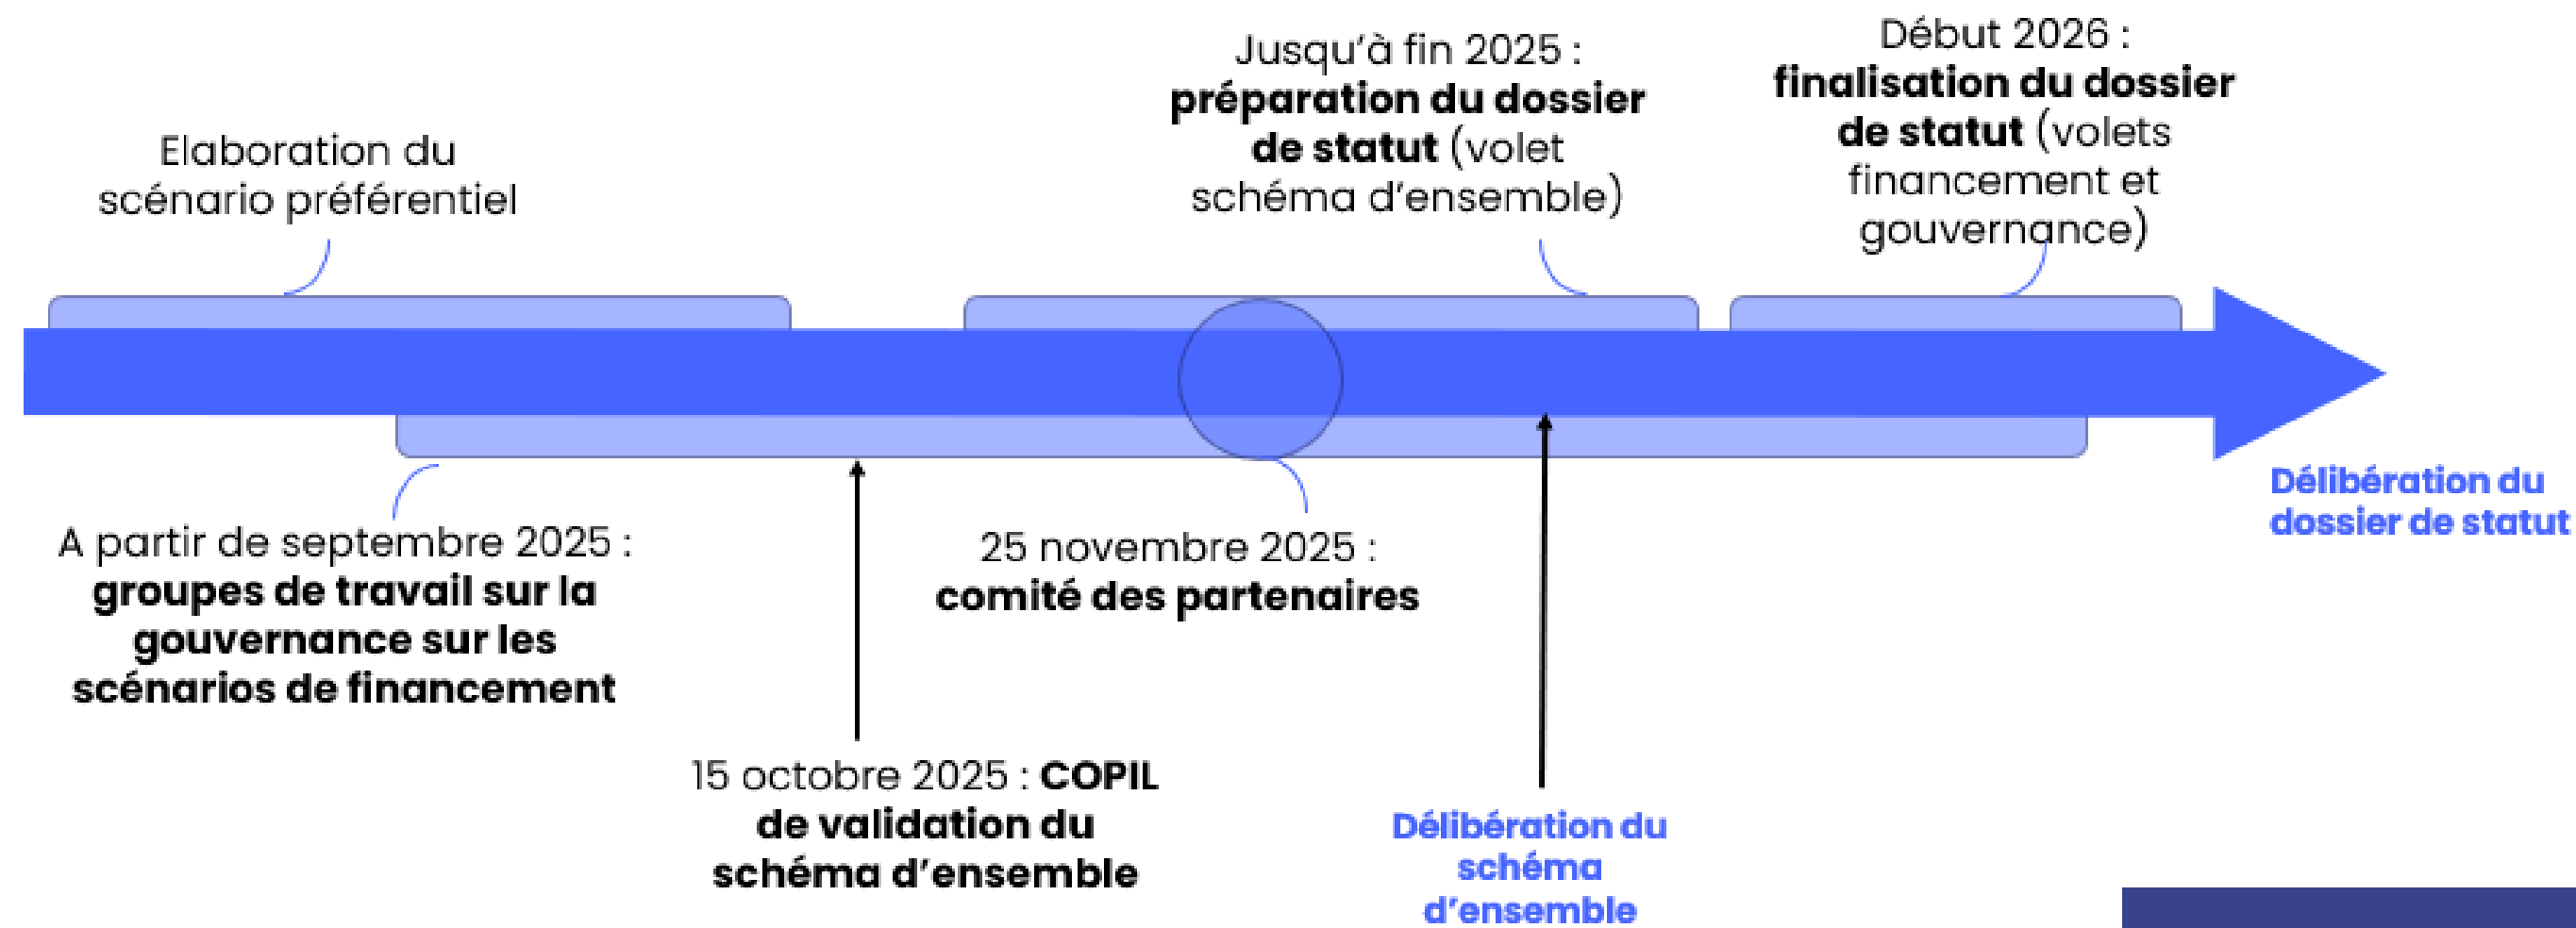 Elaboration du
scénario préférentiel
Jusqu'à fin 2025 :
préparation du dossier
de statut (volet
schéma d'ensemble)
Début 2026 :
finalisation du dossier
de statut (volets
financement et
gouvernance)
A partir de septembre 2025 :
groupes de travail sur la
gouvernance sur les
scénarios de financement
15 octobre 2025 : COPIL
de validation du
schéma d'ensemble
25 novembre 2025 :
comité des partenaires
Délibération du
schéma
d'ensemble
Délibération du
dossier de statut